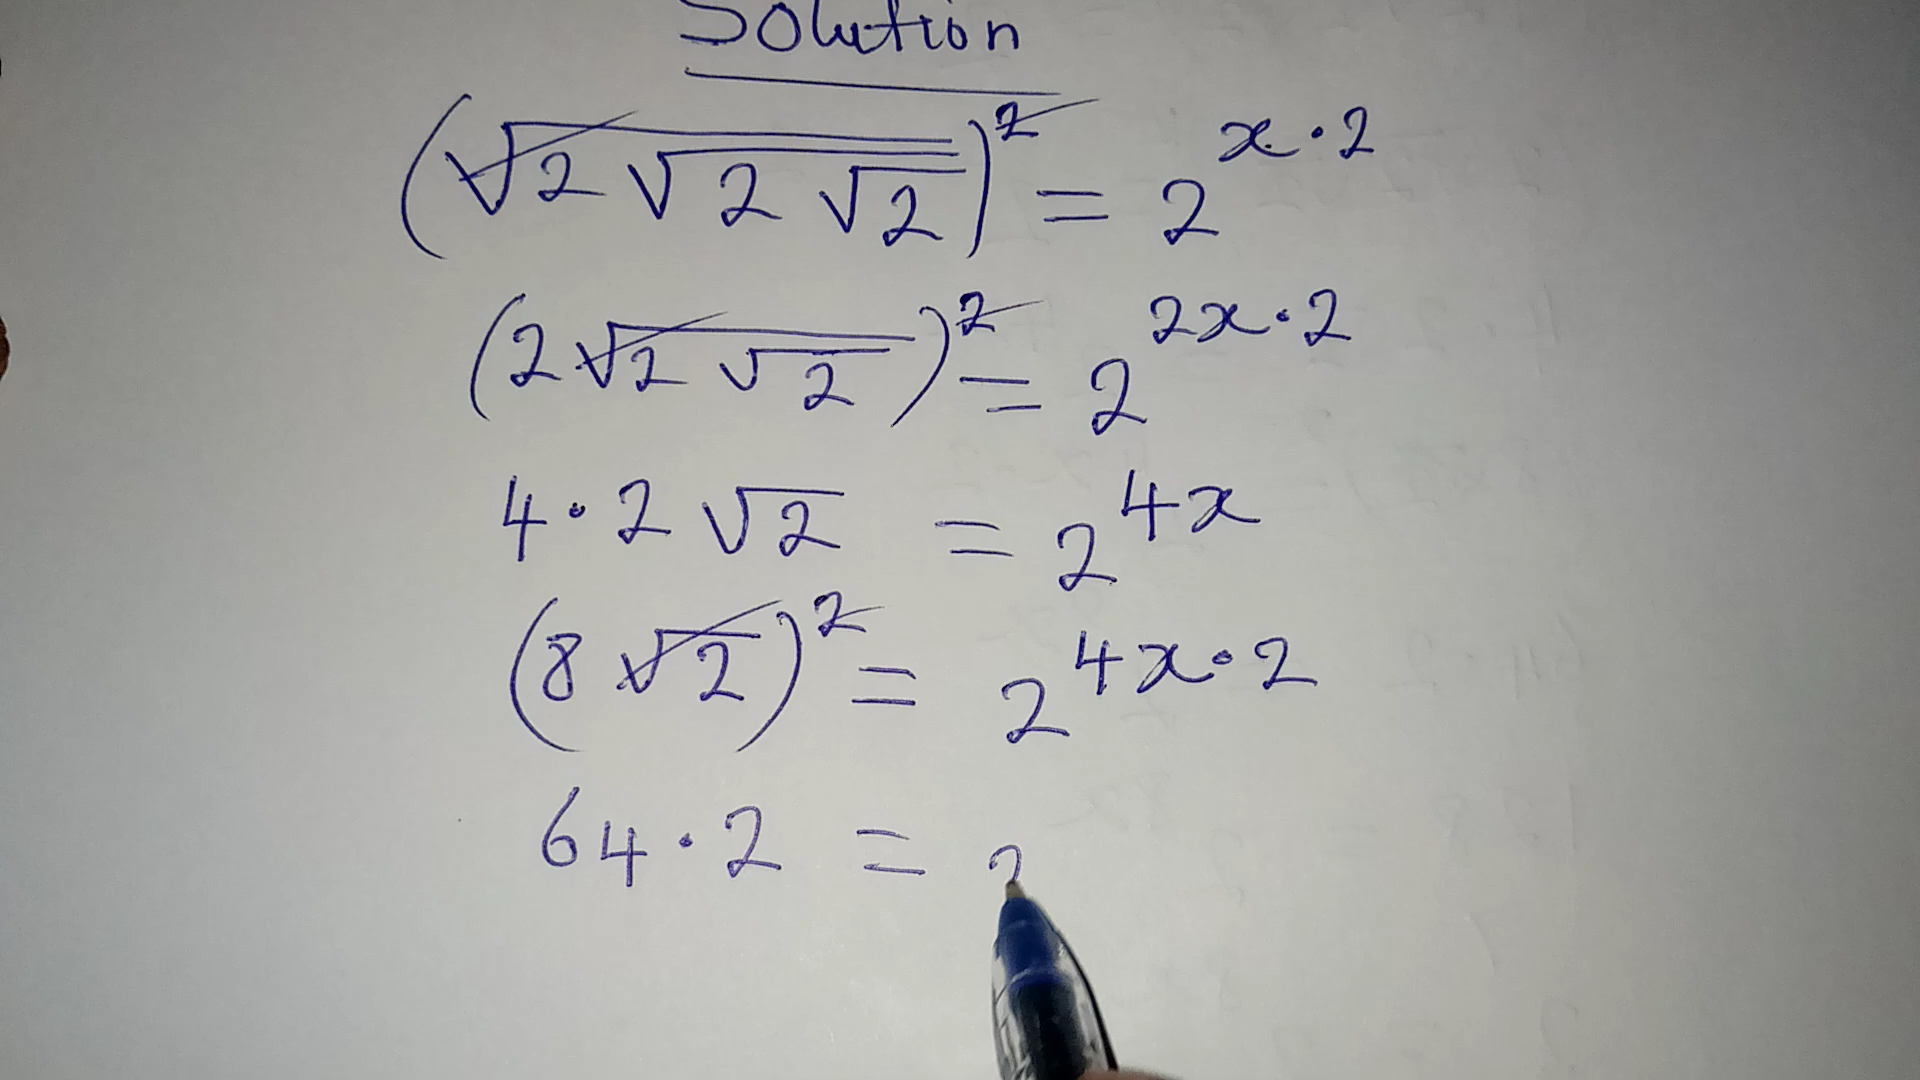 Solution
(√(2√(2√2)))² = 2^(x·2)
(2√(2√2))² = 2^(2x·2)
4·2√2 = 2^(4x)
(8√2)² = 2^(4x·2)
64·2 = 2